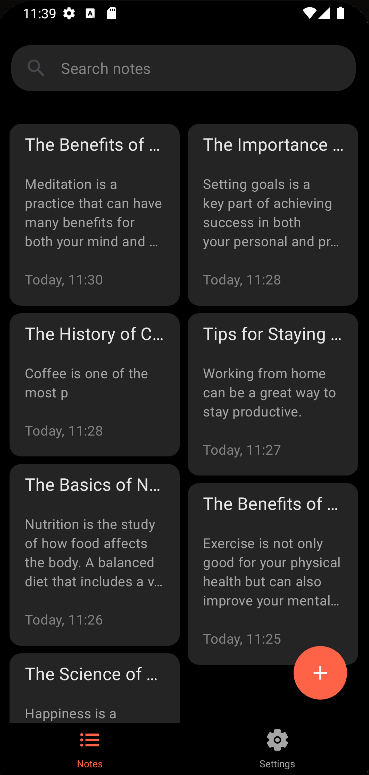 11:39
Search notes
The Benefits of ...
Meditation is a
practice that can have
many benefits for
both your mind and ...
Today, 11:30
The Importance ...
Setting goals is a
key part of achieving
success in both
your personal and pr...
Today, 11:28
The History of C...
Coffee is one of the
most p
Today, 11:28
Tips for Staying ...
Working from home
can be a great way to
stay productive.
Today, 11:27
The Basics of N...
Nutrition is the study
of how food affects
the body. A balanced
diet that includes a v...
Today, 11:26
The Benefits of ...
Exercise is not only
good for your physical
health but can also
improve your mental...
Today, 11:25
The Science of ...
Happiness is a
Notes
Settings